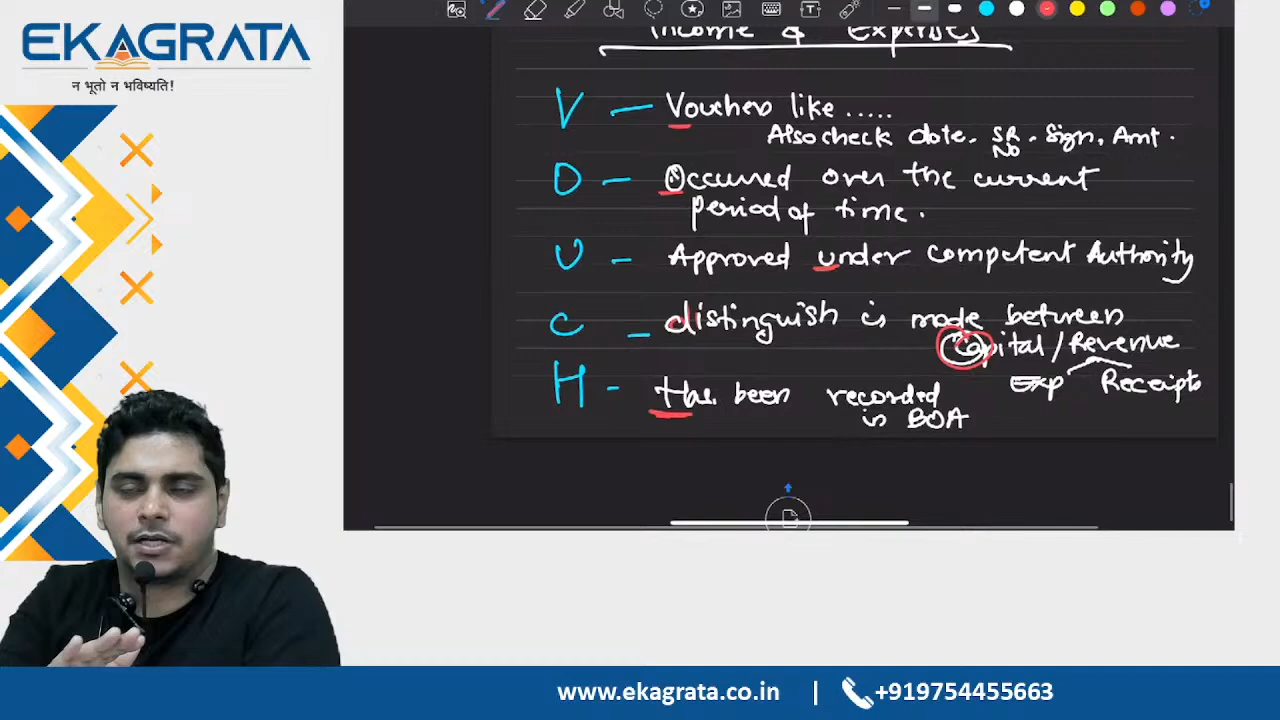 EKAGRATA
न भूतो न भविष्यति!
Income & Expenses
V — Vouchers like .....
Also check date. SR No. Sign, Amt.
O — Occurred over the current
period of time.
U — Approved under competent Authority
C — distinguish is made between
Capital / Revenue
Exp Receipts
H — Has been recorded
in BOA
www.ekagrata.co.in | +919754455663